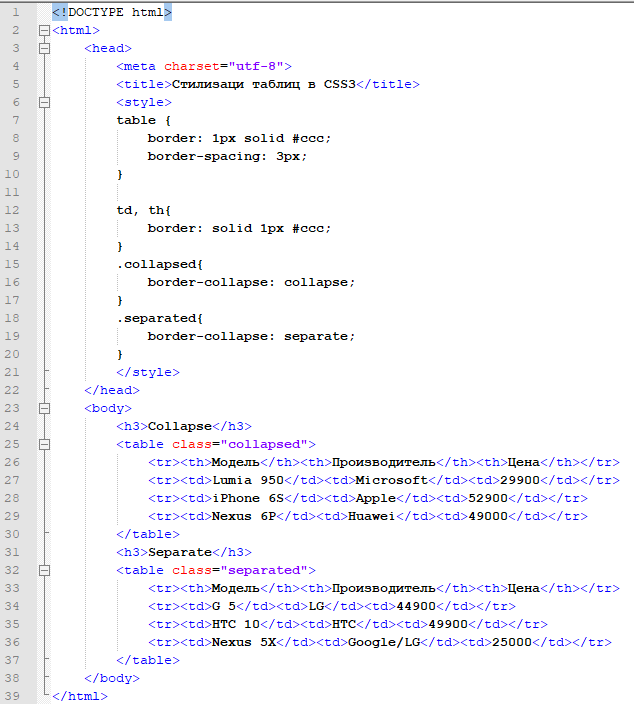 1 <!DOCTYPE html>
2 <html>
3 <head>
4 <meta charset="utf-8">
5 <title>Стилизаци таблиц в CSS3</title>
6 <style>
7 table {
8 border: 1px solid #ccc;
9 border-spacing: 3px;
10 }
11
12 td, th{
13 border: solid 1px #ccc;
14 }
15 .collapsed{
16 border-collapse: collapse;
17 }
18 .separated{
19 border-collapse: separate;
20 }
21 </style>
22 </head>
23 <body>
24 <h3>Collapse</h3>
25 <table class="collapsed">
26 <tr><th>Модель</th><th>Производитель</th><th>Цена</th></tr>
27 <tr><td>Lumia 950</td><td>Microsoft</td><td>29900</td></tr>
28 <tr><td>iPhone 6S</td><td>Apple</td><td>52900</td></tr>
29 <tr><td>Nexus 6P</td><td>Huawei</td><td>49000</td></tr>
30 </table>
31 <h3>Separate</h3>
32 <table class="separated">
33 <tr><th>Модель</th><th>Производитель</th><th>Цена</th></tr>
34 <tr><td>G 5</td><td>LG</td><td>44900</td></tr>
35 <tr><td>HTC 10</td><td>HTC</td><td>49900</td></tr>
36 <tr><td>Nexus 5X</td><td>Google/LG</td><td>25000</td></tr>
37 </table>
38 </body>
39 </html>